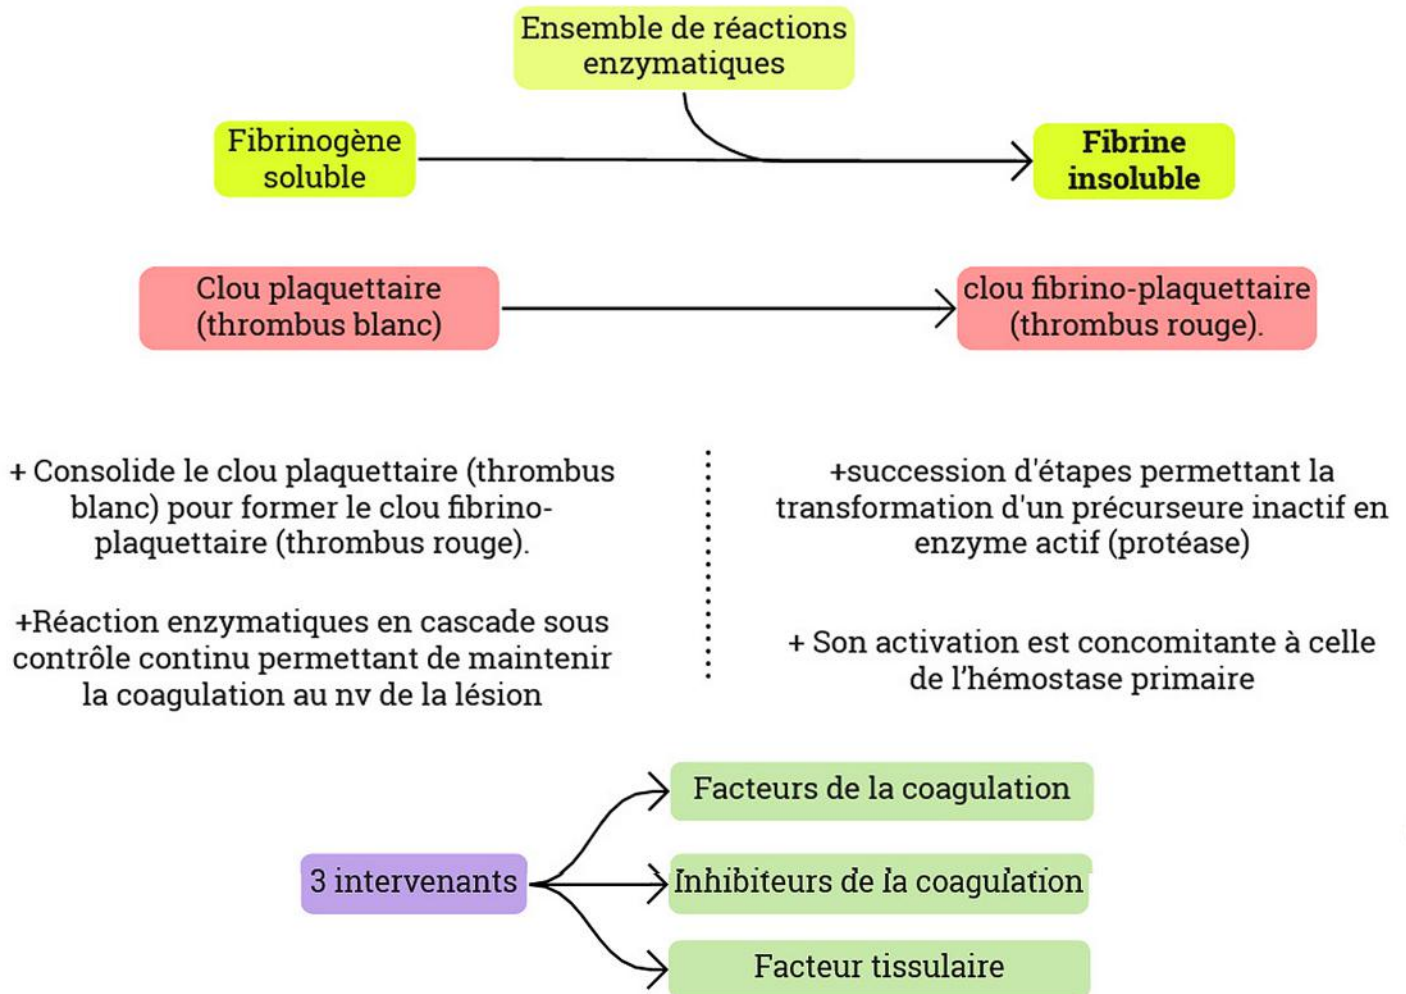 Ensemble de réactions
enzymatiques
Fibrinogène
soluble
Fibrine
insoluble
Clou plaquettaire
(thrombus blanc)
clou fibrino-plaquettaire
(thrombus rouge).
+ Consolide le clou plaquettaire (thrombus
blanc) pour former le clou fibrino-
plaquettaire (thrombus rouge).
+Réaction enzymatiques en cascade sous
contrôle continu permettant de maintenir
la coagulation au nv de la lésion
+succession d'étapes permettant la
transformation d'un précurseure inactif en
enzyme actif (protéase)
+ Son activation est concomitante à celle
de l’hémostase primaire
3 intervenants
Facteurs de la coagulation
Inhibiteurs de la coagulation
Facteur tissulaire